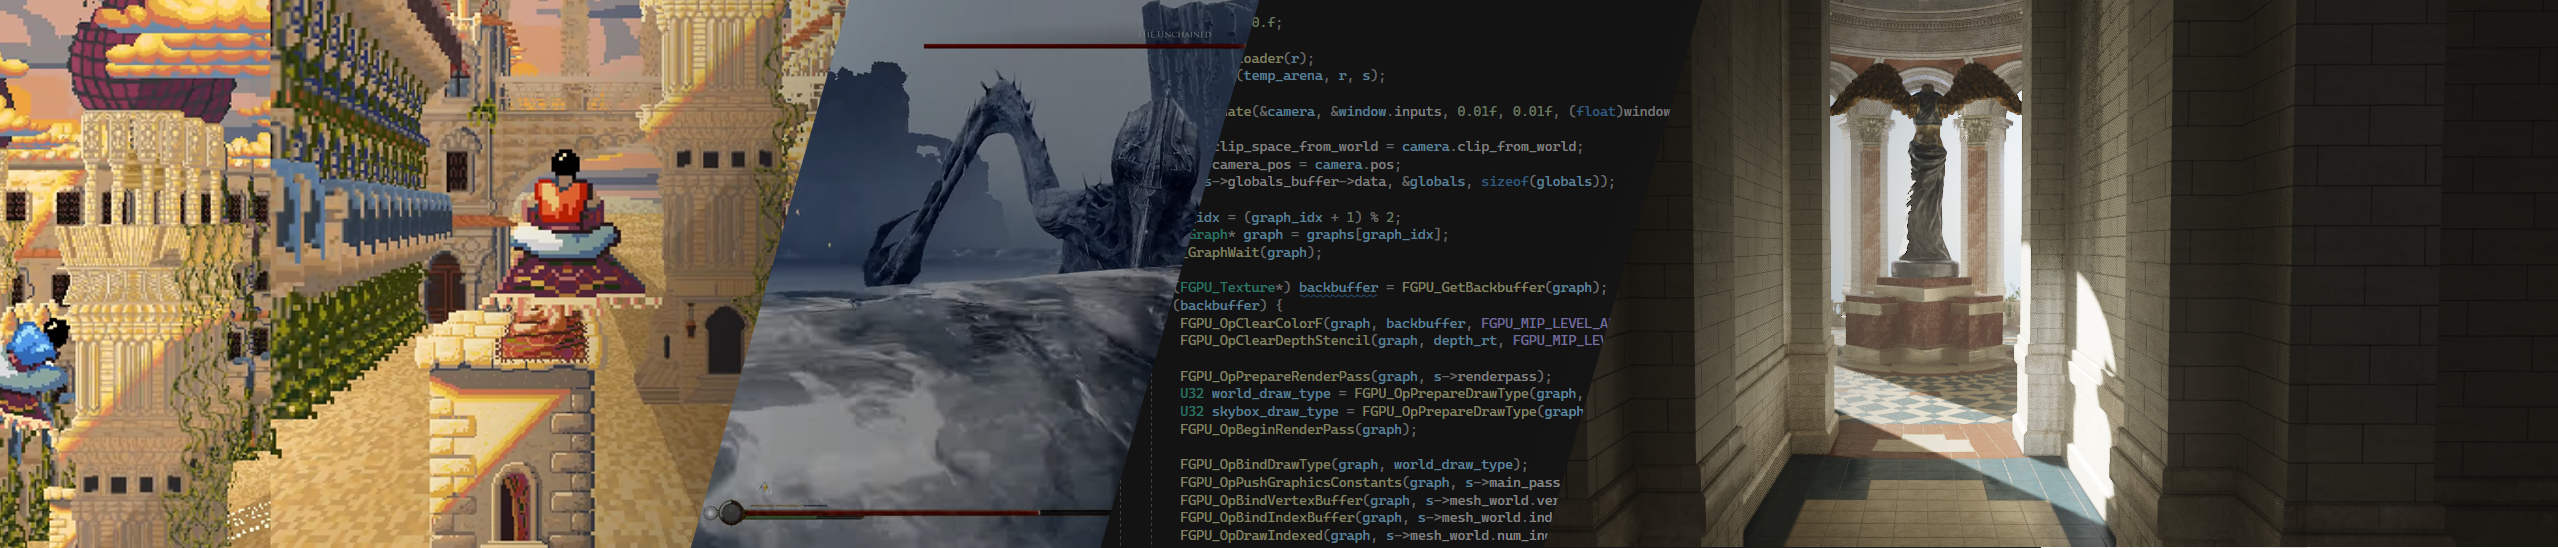 THE UNCHAINED
0.f;
loader(r);
(temp_arena, r, s);
ate(&camera, &window.inputs, 0.01f, 0.01f, (float)window
clip_space_from_world = camera.clip_from_world;
camera_pos = camera.pos;
s->globals_buffer->data, &globals, sizeof(globals));
idx = (graph_idx + 1) % 2;
Graph* graph = graphs[graph_idx];
_GraphWait(graph);
(FGPU_Texture*) backbuffer = FGPU_GetBackbuffer(graph);
(backbuffer) {
FGPU_OpClearColorF(graph, backbuffer, FGPU_MIP_LEVEL_A
FGPU_OpClearDepthStencil(graph, depth_rt, FGPU_MIP_LEV
FGPU_OpPrepareRenderPass(graph, s->renderpass);
U32 world_draw_type = FGPU_OpPrepareDrawType(graph,
U32 skybox_draw_type = FGPU_OpPrepareDrawType(graph
FGPU_OpBeginRenderPass(graph);
FGPU_OpBindDrawType(graph, world_draw_type);
FGPU_OpPushGraphicsConstants(graph, s->main_pass
FGPU_OpBindVertexBuffer(graph, s->mesh_world.ver
FGPU_OpBindIndexBuffer(graph, s->mesh_world.ind
FGPU_OpDrawIndexed(graph, s->mesh_world.num_ind